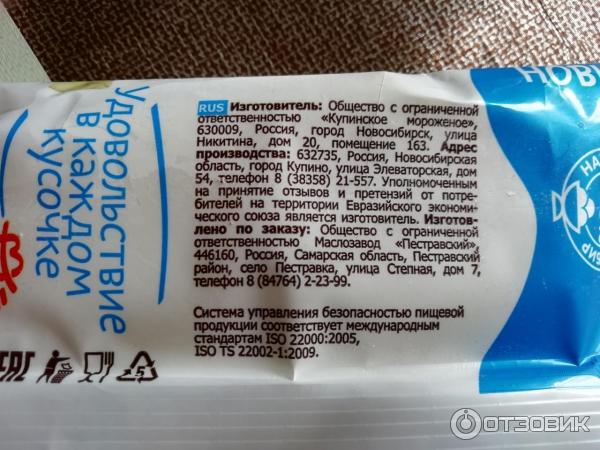 RUS Изготовитель: Общество с ограниченной
ответственностью «Купинское мороженое»,
630009, Россия, город Новосибирск, улица
Никитина, дом 20, помещение 163. Адрес
производства: 632735, Россия, Новосибирская
область, город Купино, улица Элеваторская, дом
54, телефон 8 (38358) 21-557. Уполномоченным
на принятие отзывов и претензий от потре-
бителей на территории Евразийского экономи-
ческого союза является изготовитель. Изготов-
лено по заказу: Общество с ограниченной
ответственностью Маслозавод «Пестравский»,
446160, Россия, Самарская область, Пестравский
район, село Пестравка, улица Степная, дом 7,
телефон 8 (84764) 2-23-99.
Система управления безопасностью пищевой
продукции соответствует международным
стандартам ISO 22000:2005,
ISO TS 22002-1:2009.
Удовольствие
в каждом
кусочке
EAC
5
НОВ
ОТЗОВИК